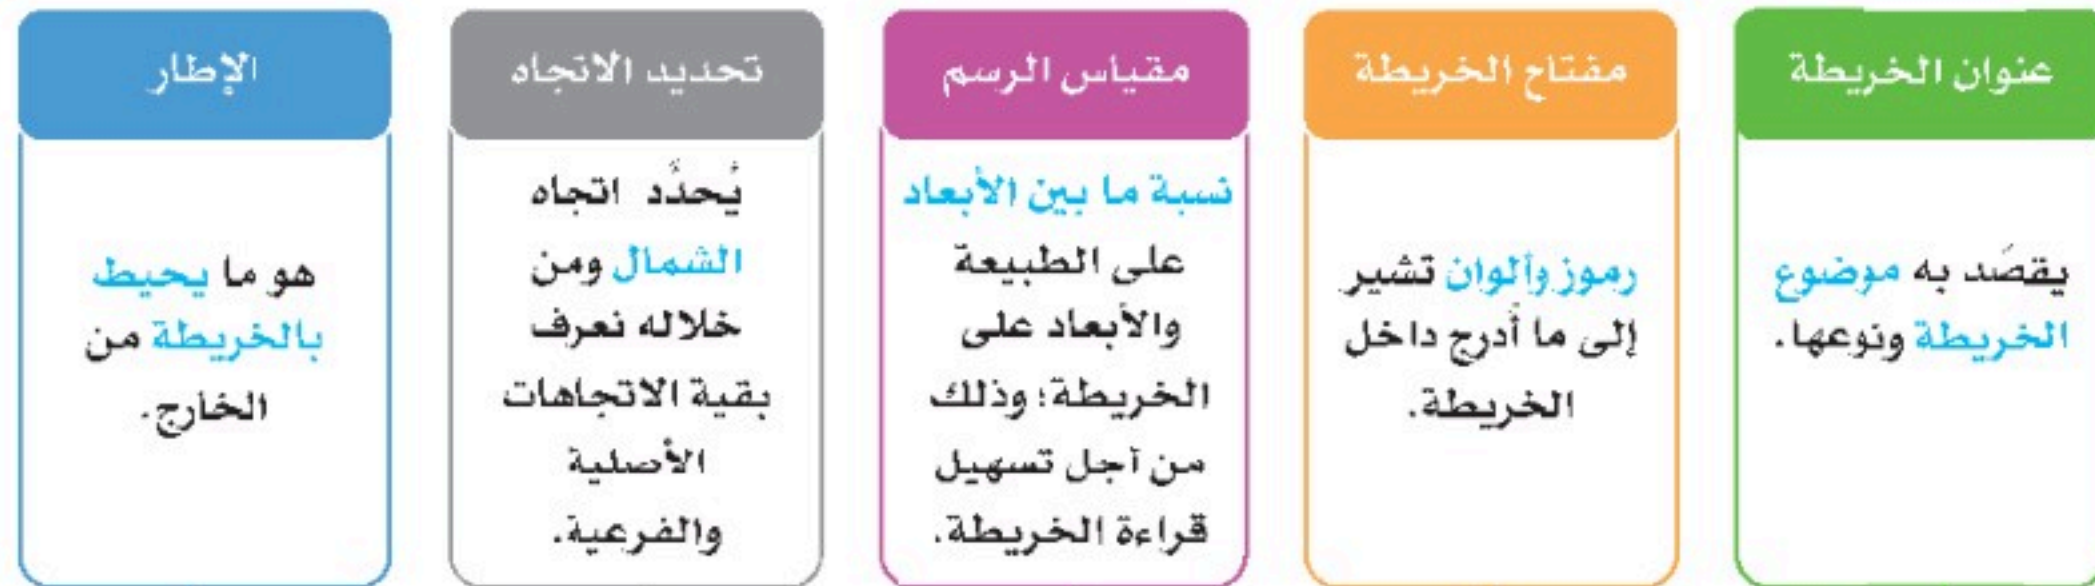 عنوان الخريطة
يقصَد به موضوع
الخريطة ونوعها.
مفتاح الخريطة
رموز وألوان تشير
إلى ما أُدرج داخل
الخريطة.
مقياس الرسم
نسبة ما بين الأبعاد
على الطبيعة
والأبعاد على
الخريطة؛ وذلك
من أجل تسهيل
قراءة الخريطة.
تحديد الاتجاه
يُحدَّد اتجاه
الشمال ومن
خلاله نعرف
بقية الاتجاهات
الأصلية
والفرعية.
الإطار
هو ما يحيط
بالخريطة من
الخارج.